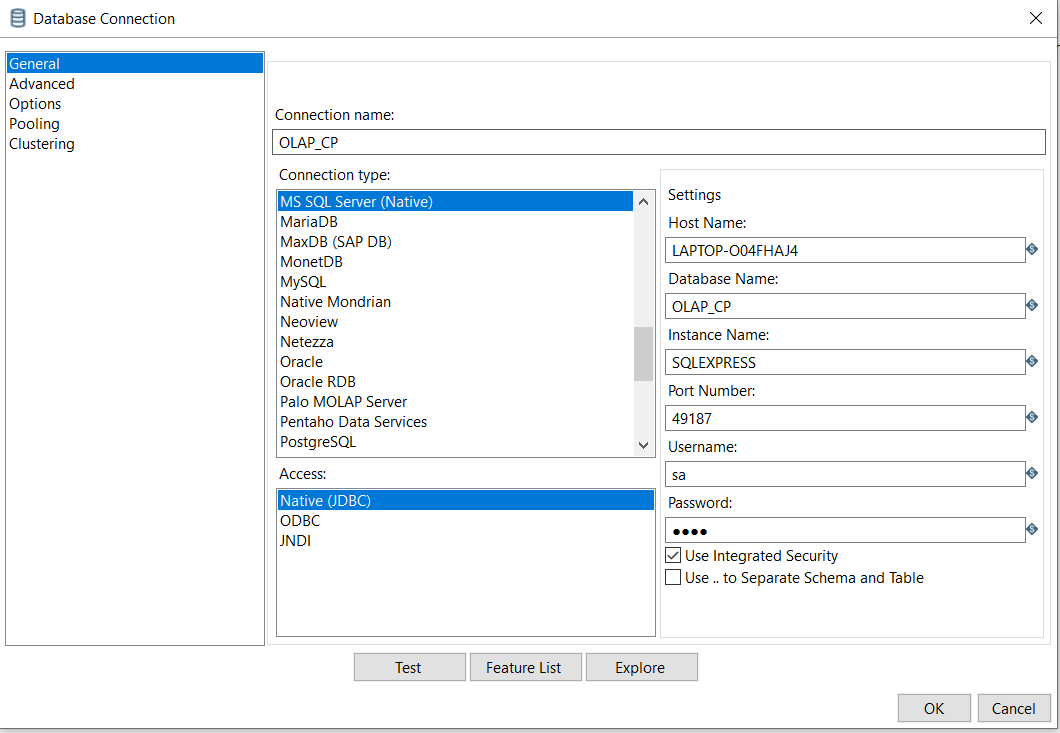 Database Connection
General
Advanced
Options
Pooling
Clustering
Connection name:
OLAP_CP
Connection type:
MS SQL Server (Native)
MariaDB
MaxDB (SAP DB)
MonetDB
MySQL
Native Mondrian
Neoview
Netezza
Oracle
Oracle RDB
Palo MOLAP Server
Pentaho Data Services
PostgreSQL
Access:
Native (JDBC)
ODBC
JNDI
Settings
Host Name:
LAPTOP-O04FHAJ4
Database Name:
OLAP_CP
Instance Name:
SQLEXPRESS
Port Number:
49187
Username:
sa
Password:
●●●●
Use Integrated Security
Use .. to Separate Schema and Table
Test
Feature List
Explore
OK
Cancel